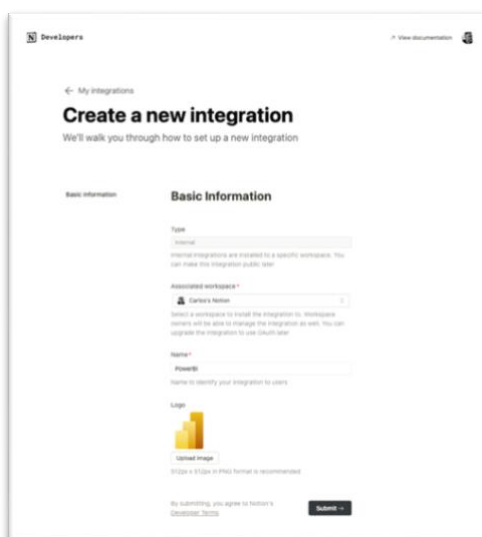 Developers
↗ View documentation
← My integrations
Create a new integration
We'll walk you through how to set up a new integration
Basic Information
Basic Information
Type
Internal
Internal integrations are installed to a specific workspace. You
can make this integration public later
Associated workspace *
Carlos's Notion
Select a workspace to install the integration to. Workspace
owners will be able to manage the integration as well. You can
upgrade the integration to use OAuth later
Name *
PowerBI
Name to identify your integration to users
Logo
Upload image
512px x 512px in PNG format is recommended
By submitting, you agree to Notion's
Developer Terms.
Submit →